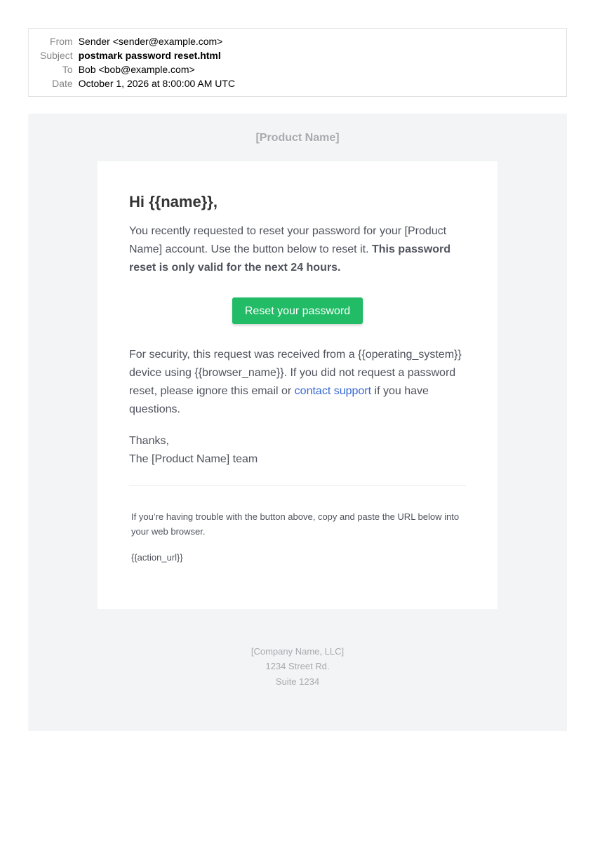 From Sender <sender@example.com>
Subject postmark password reset.html
To Bob <bob@example.com>
Date October 1, 2026 at 8:00:00 AM UTC
[Product Name]
Hi {{name}},
You recently requested to reset your password for your [Product
Name] account. Use the button below to reset it. This password
reset is only valid for the next 24 hours.
Reset your password
For security, this request was received from a {{operating_system}}
device using {{browser_name}}. If you did not request a password
reset, please ignore this email or contact support if you have
questions.
Thanks,
The [Product Name] team
If you're having trouble with the button above, copy and paste the URL below into
your web browser.
{{action_url}}
[Company Name, LLC]
1234 Street Rd.
Suite 1234